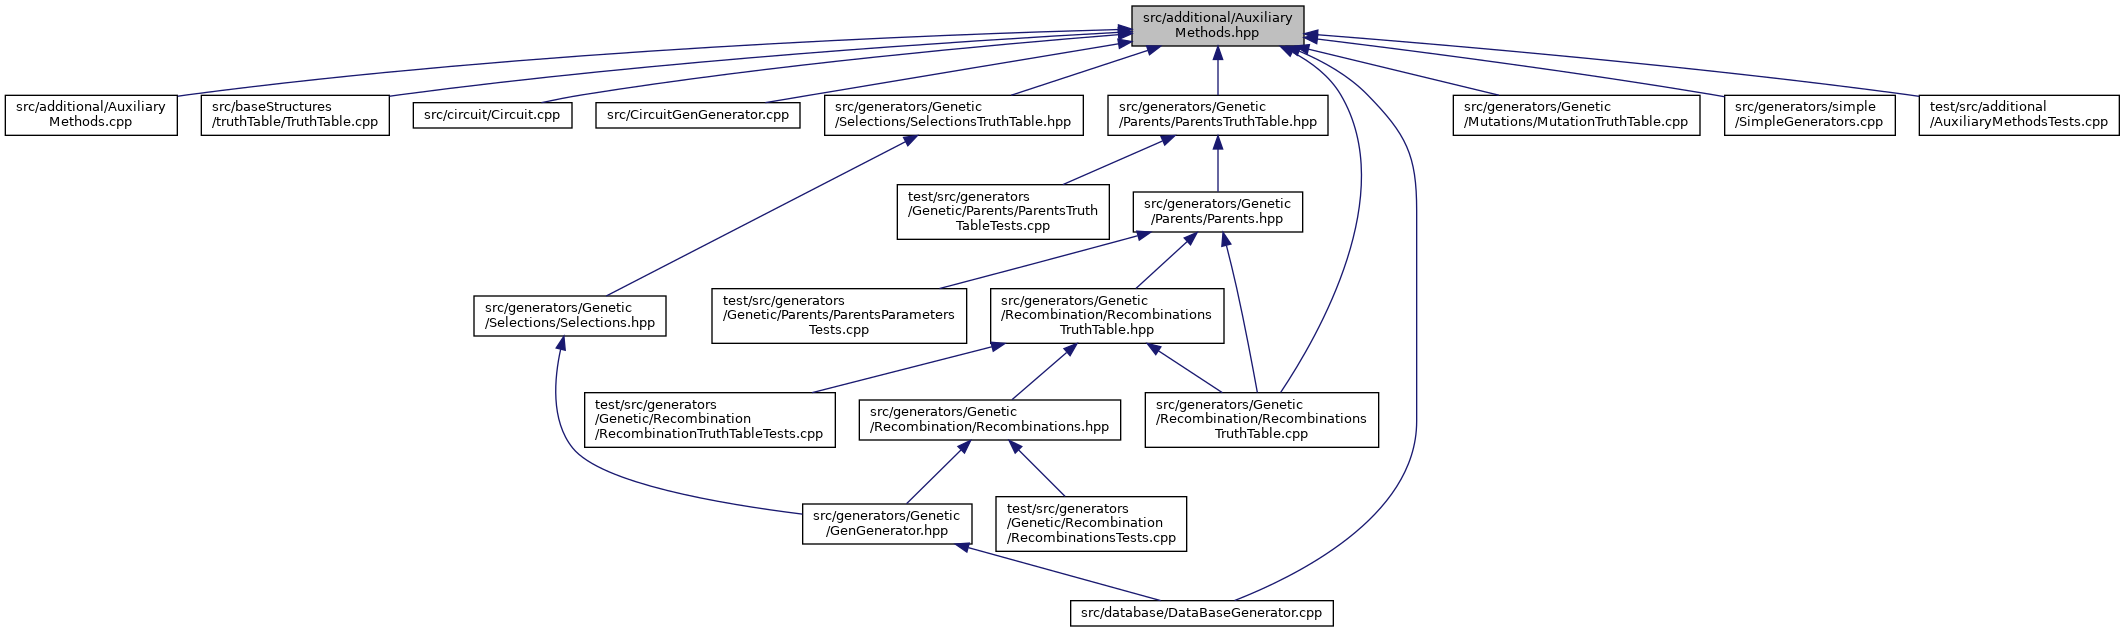 src/additional/Auxiliary
Methods.hpp
src/additional/Auxiliary
Methods.cpp
src/baseStructures
/truthTable/TruthTable.cpp
src/circuit/Circuit.cpp
src/CircuitGenGenerator.cpp
src/generators/Genetic
/Selections/SelectionsTruthTable.hpp
src/generators/Genetic
/Parents/ParentsTruthTable.hpp
src/generators/Genetic
/Mutations/MutationTruthTable.cpp
src/generators/simple
/SimpleGenerators.cpp
test/src/additional
/AuxiliaryMethodsTests.cpp
test/src/generators
/Genetic/Parents/ParentsTruth
TableTests.cpp
src/generators/Genetic
/Parents/Parents.hpp
src/generators/Genetic
/Selections/Selections.hpp
test/src/generators
/Genetic/Parents/ParentsParameters
Tests.cpp
src/generators/Genetic
/Recombination/Recombinations
TruthTable.hpp
test/src/generators
/Genetic/Recombination
/RecombinationTruthTableTests.cpp
src/generators/Genetic
/Recombination/Recombinations.hpp
src/generators/Genetic
/Recombination/Recombinations
TruthTable.cpp
src/generators/Genetic
/GenGenerator.hpp
test/src/generators
/Genetic/Recombination
/RecombinationsTests.cpp
src/database/DataBaseGenerator.cpp